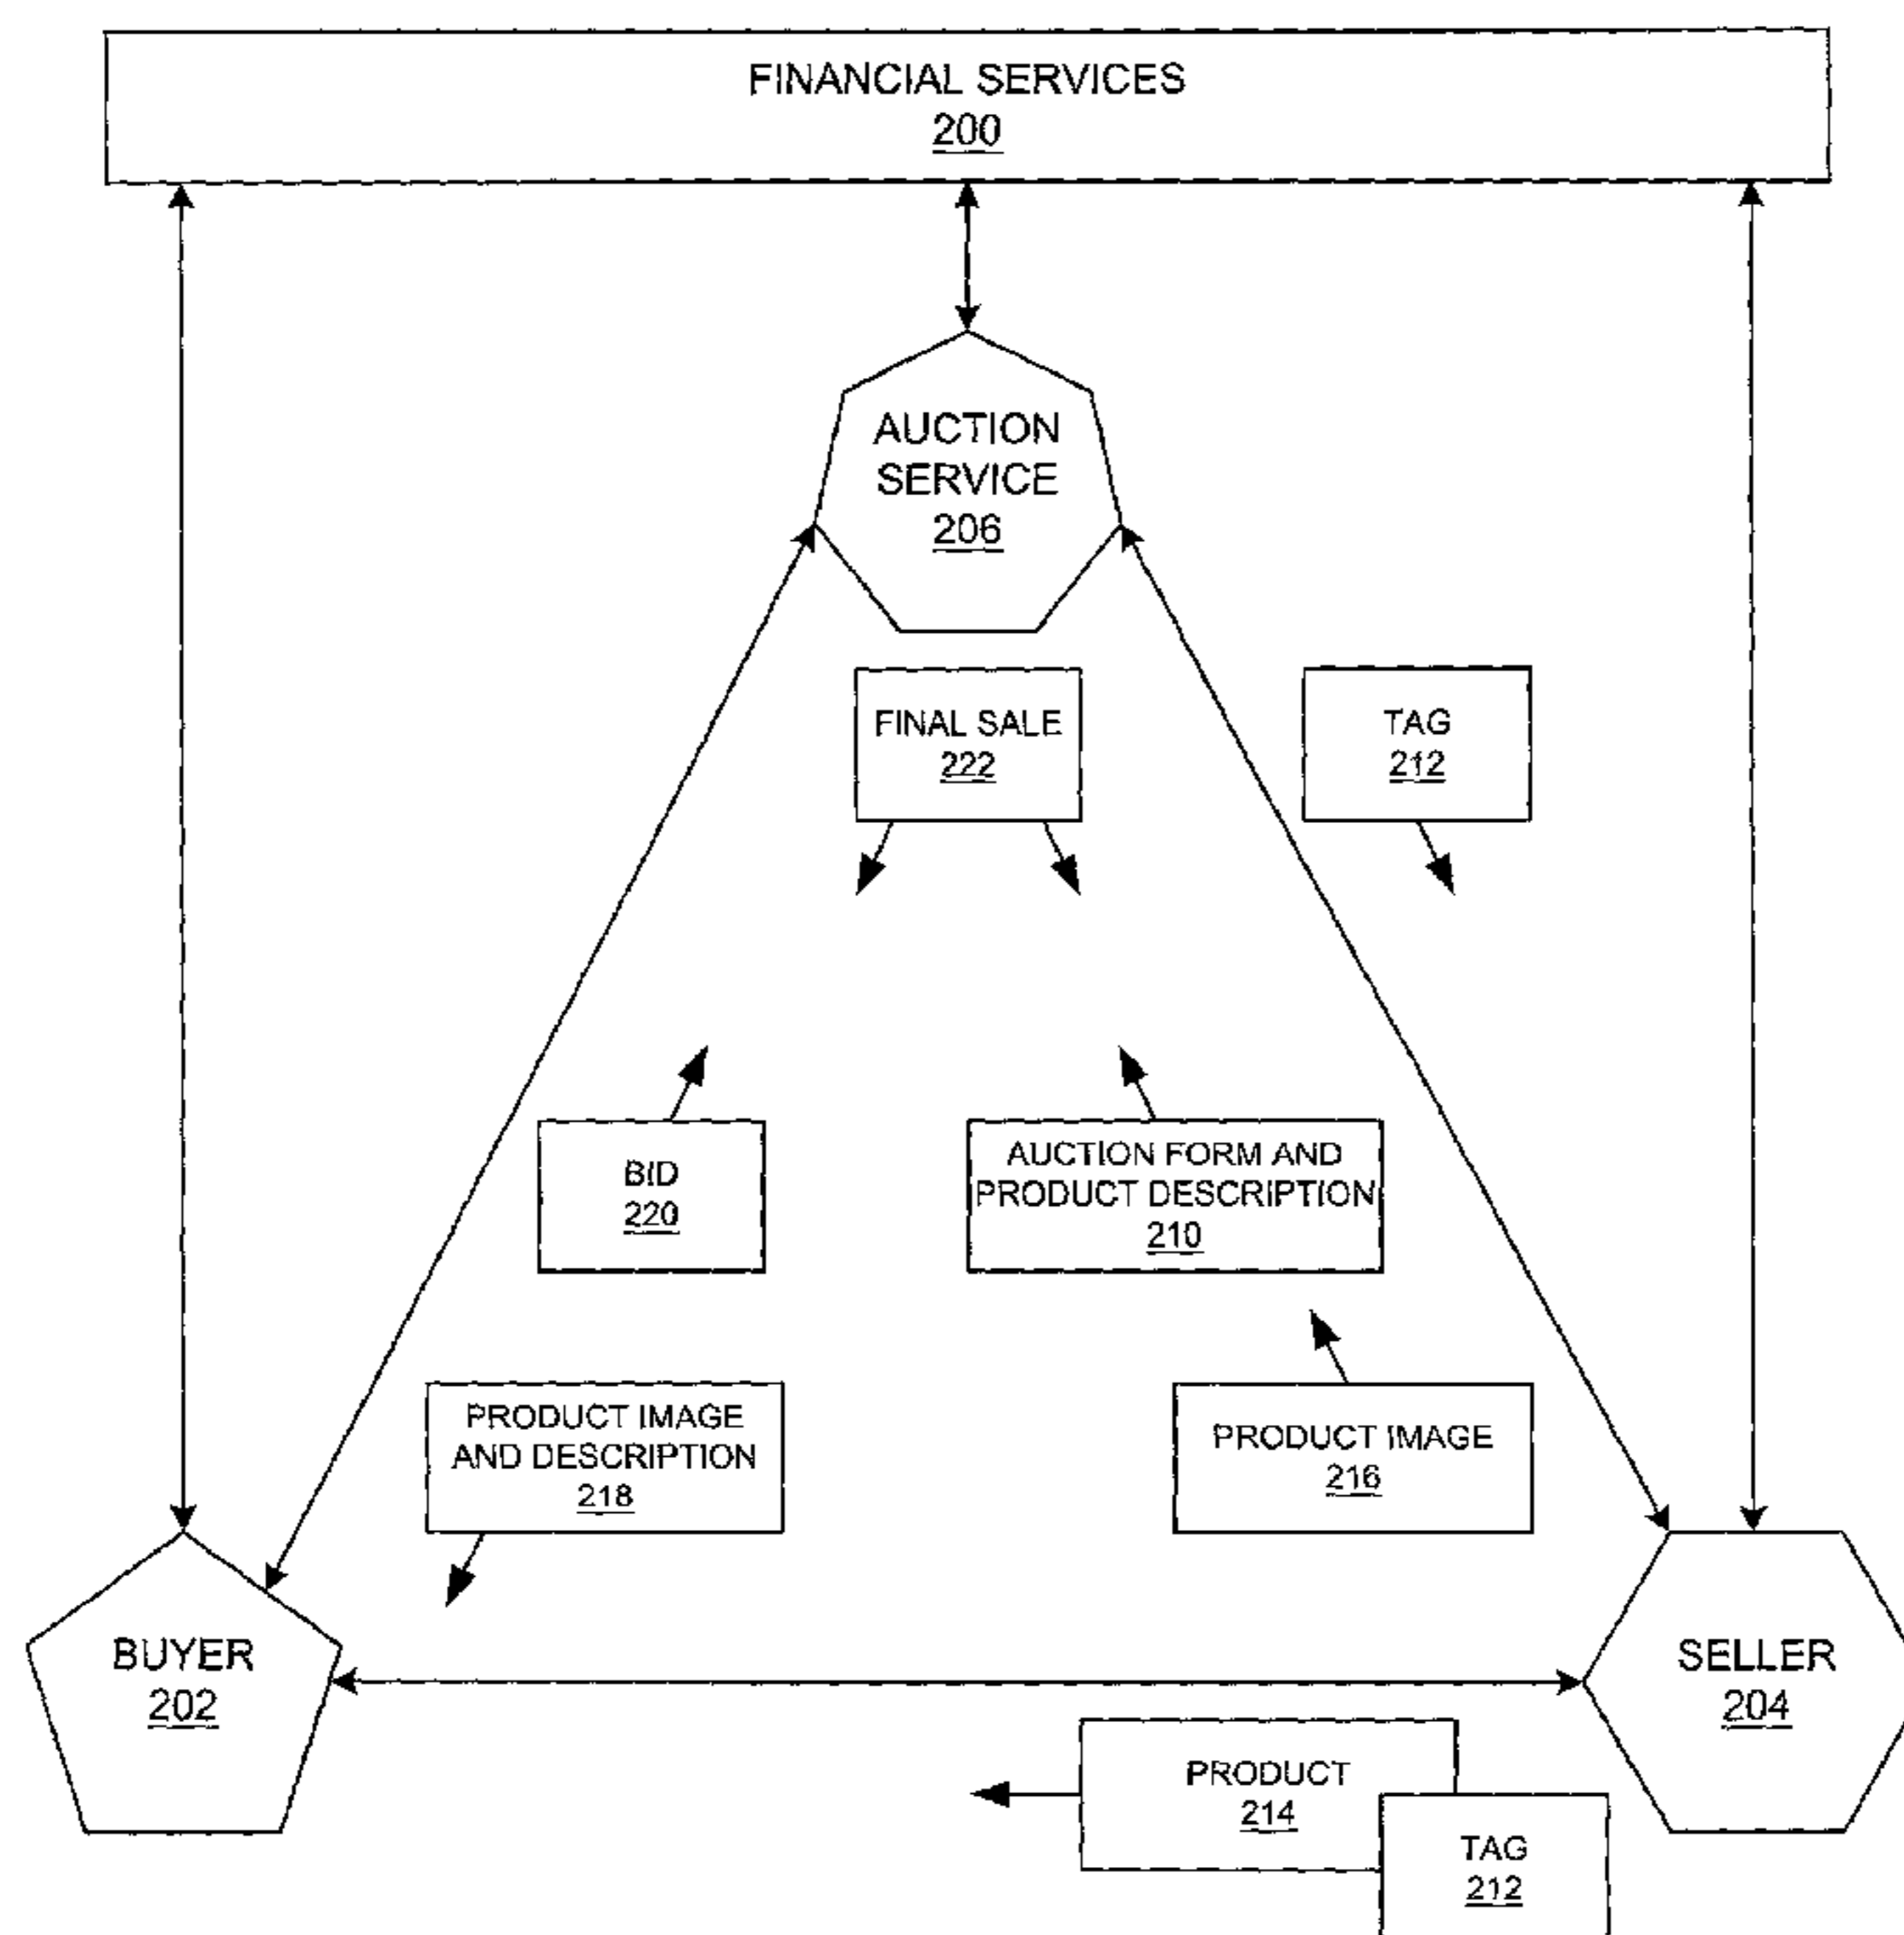 FINANCIAL SERVICES
200
AUCTION
SERVICE
206
FINAL SALE
222
TAG
212
BID
220
AUCTION FORM AND
PRODUCT DESCRIPTION
210
PRODUCT IMAGE
AND DESCRIPTION
218
PRODUCT IMAGE
216
BUYER
202
SELLER
204
PRODUCT
214
TAG
212